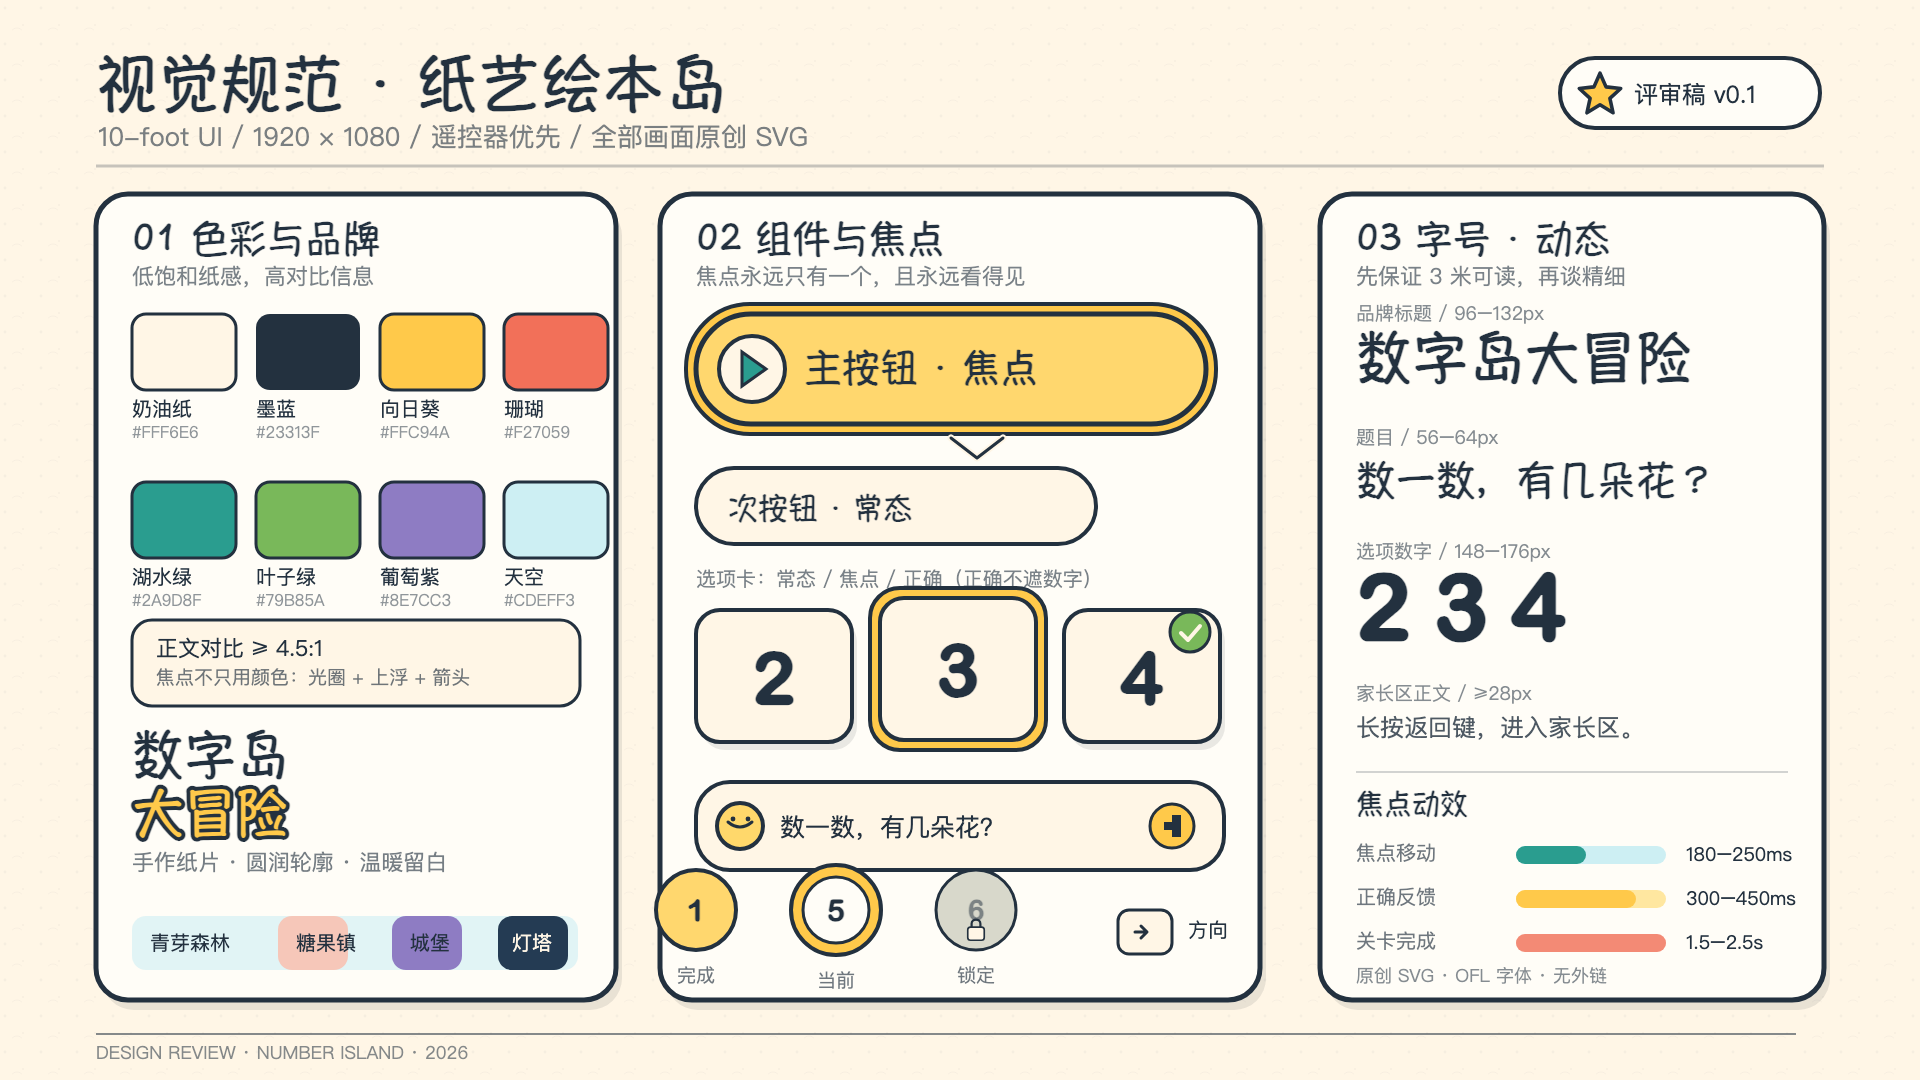 视觉规范 · 纸艺绘本岛
10–foot UI / 1920 × 1080 / 遥控器优先 / 全部画面原创 SVG
评审稿 v0.1
01 色彩与品牌
低饱和纸感，高对比信息
奶油纸 墨蓝 向日葵 珊瑚
#FFF6E6 #23313F #FFC94A #F27059
湖水绿 叶子绿 葡萄紫 天空
#2A9D8F #79B85A #8E7CC3 #CDEFF3
正文对比 ≥ 4.5:1
焦点不只用颜色：光圈 + 上浮 + 箭头
数字岛
大冒险
手作纸片 · 圆润轮廓 · 温暖留白
青芽森林 糖果镇 城堡 灯塔
02 组件与焦点
焦点永远只有一个，且永远看得见
主按钮 · 焦点
次按钮 · 常态
选项卡：常态 / 焦点 / 正确（正确不遮数字）
2 3 4
数一数，有几朵花?
1 5 6
完成 当前 锁定
方向
03 字号 · 动态
先保证 3 米可读，再谈精细
品牌标题 / 96—132px
数字岛大冒险
题目 / 56—64px
数一数，有几朵花？
选项数字 / 148—176px
2 3 4
家长区正文 / ≥28px
长按返回键，进入家长区。
焦点动效
焦点移动 180—250ms
正确反馈 300—450ms
关卡完成 1.5—2.5s
原创 SVG · OFL 字体 · 无外链
DESIGN REVIEW · NUMBER ISLAND · 2026